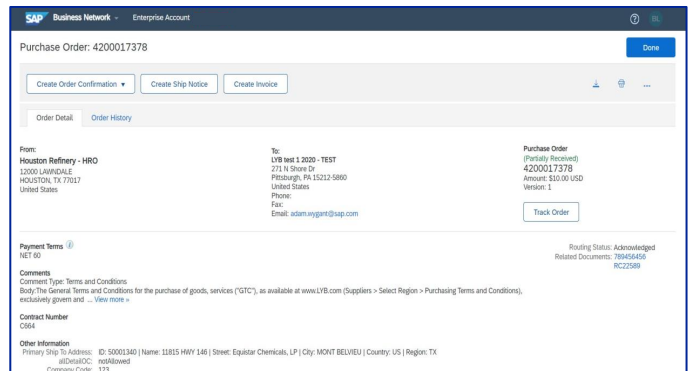 SAP Business Network Enterprise Account
? BL
Purchase Order: 4200017378
Done
Create Order Confirmation ▼ Create Ship Notice Create Invoice ...
Order Detail Order History
From:
Houston Refinery - HRO
12000 LAWNDALE
HOUSTON, TX 77017
United States
To:
LYB test 1 2020 - TEST
271 N Shore Dr
Pittsburgh, PA 15212-5860
United States
Phone:
Fax:
Email: adam.wygant@sap.com
Purchase Order
(Partially Received)
4200017378
Amount: $10.00 USD
Version: 1
Track Order
Payment Terms i
NET 60
Routing Status: Acknowledged
Related Documents: 789456456
RC22589
Comments
Comment Type: Terms and Conditions
Body:The General Terms and Conditions for the purchase of goods, services ("GTC"), as available at www.LYB.com (Suppliers > Select Region > Purchasing Terms and Conditions),
exclusively govern and ... View more »
Contract Number
C664
Other Information
Primary Ship To Address: ID: 50001340 | Name: 11815 HWY 146 | Street: Equistar Chemicals, LP | City: MONT BELVIEU | Country: US | Region: TX
allDetailOC: notAllowed
Company Code: 123